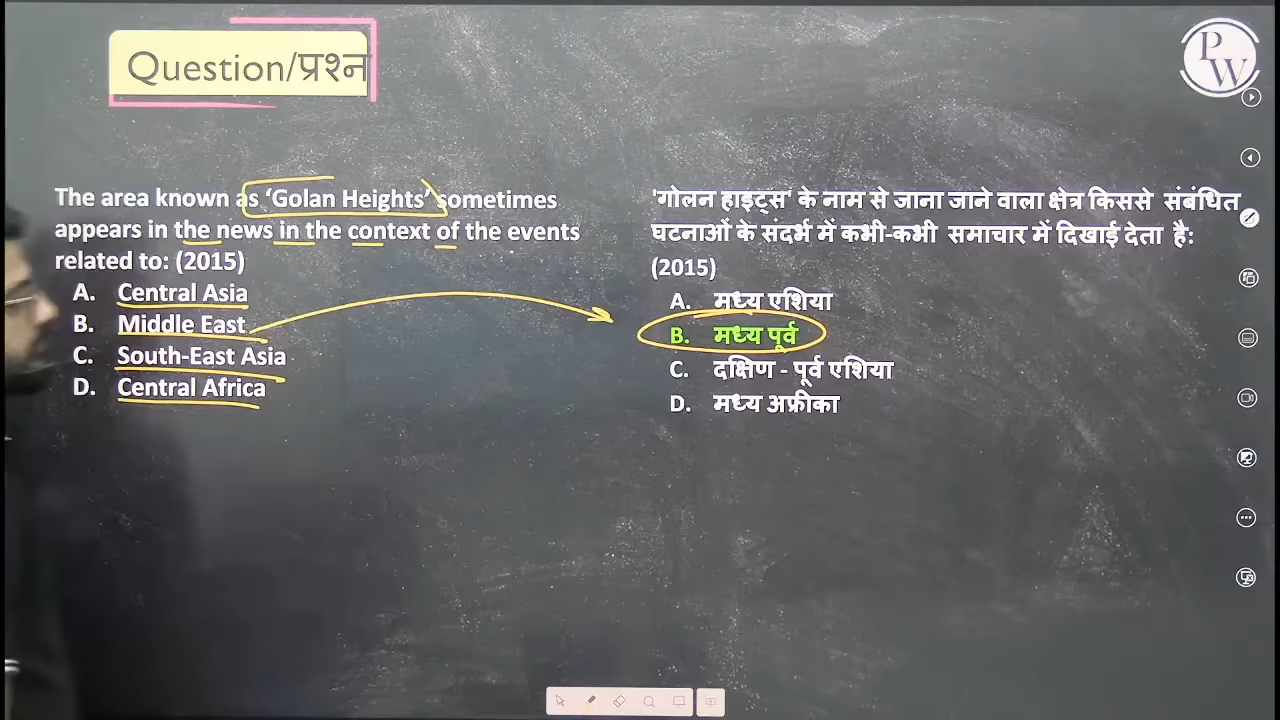 Question/प्रश्न
PW
The area known as ‘Golan Heights’ sometimes
appears in the news in the context of the events
related to: (2015)
A. Central Asia
B. Middle East
C. South-East Asia
D. Central Africa
'गोलन हाइट्स' के नाम से जाना जाने वाला क्षेत्र किससे संबंधित
घटनाओं के संदर्भ में कभी-कभी समाचार में दिखाई देता है:
(2015)
A. मध्य एशिया
B. मध्य पूर्व
C. दक्षिण - पूर्व एशिया
D. मध्य अफ्रीका